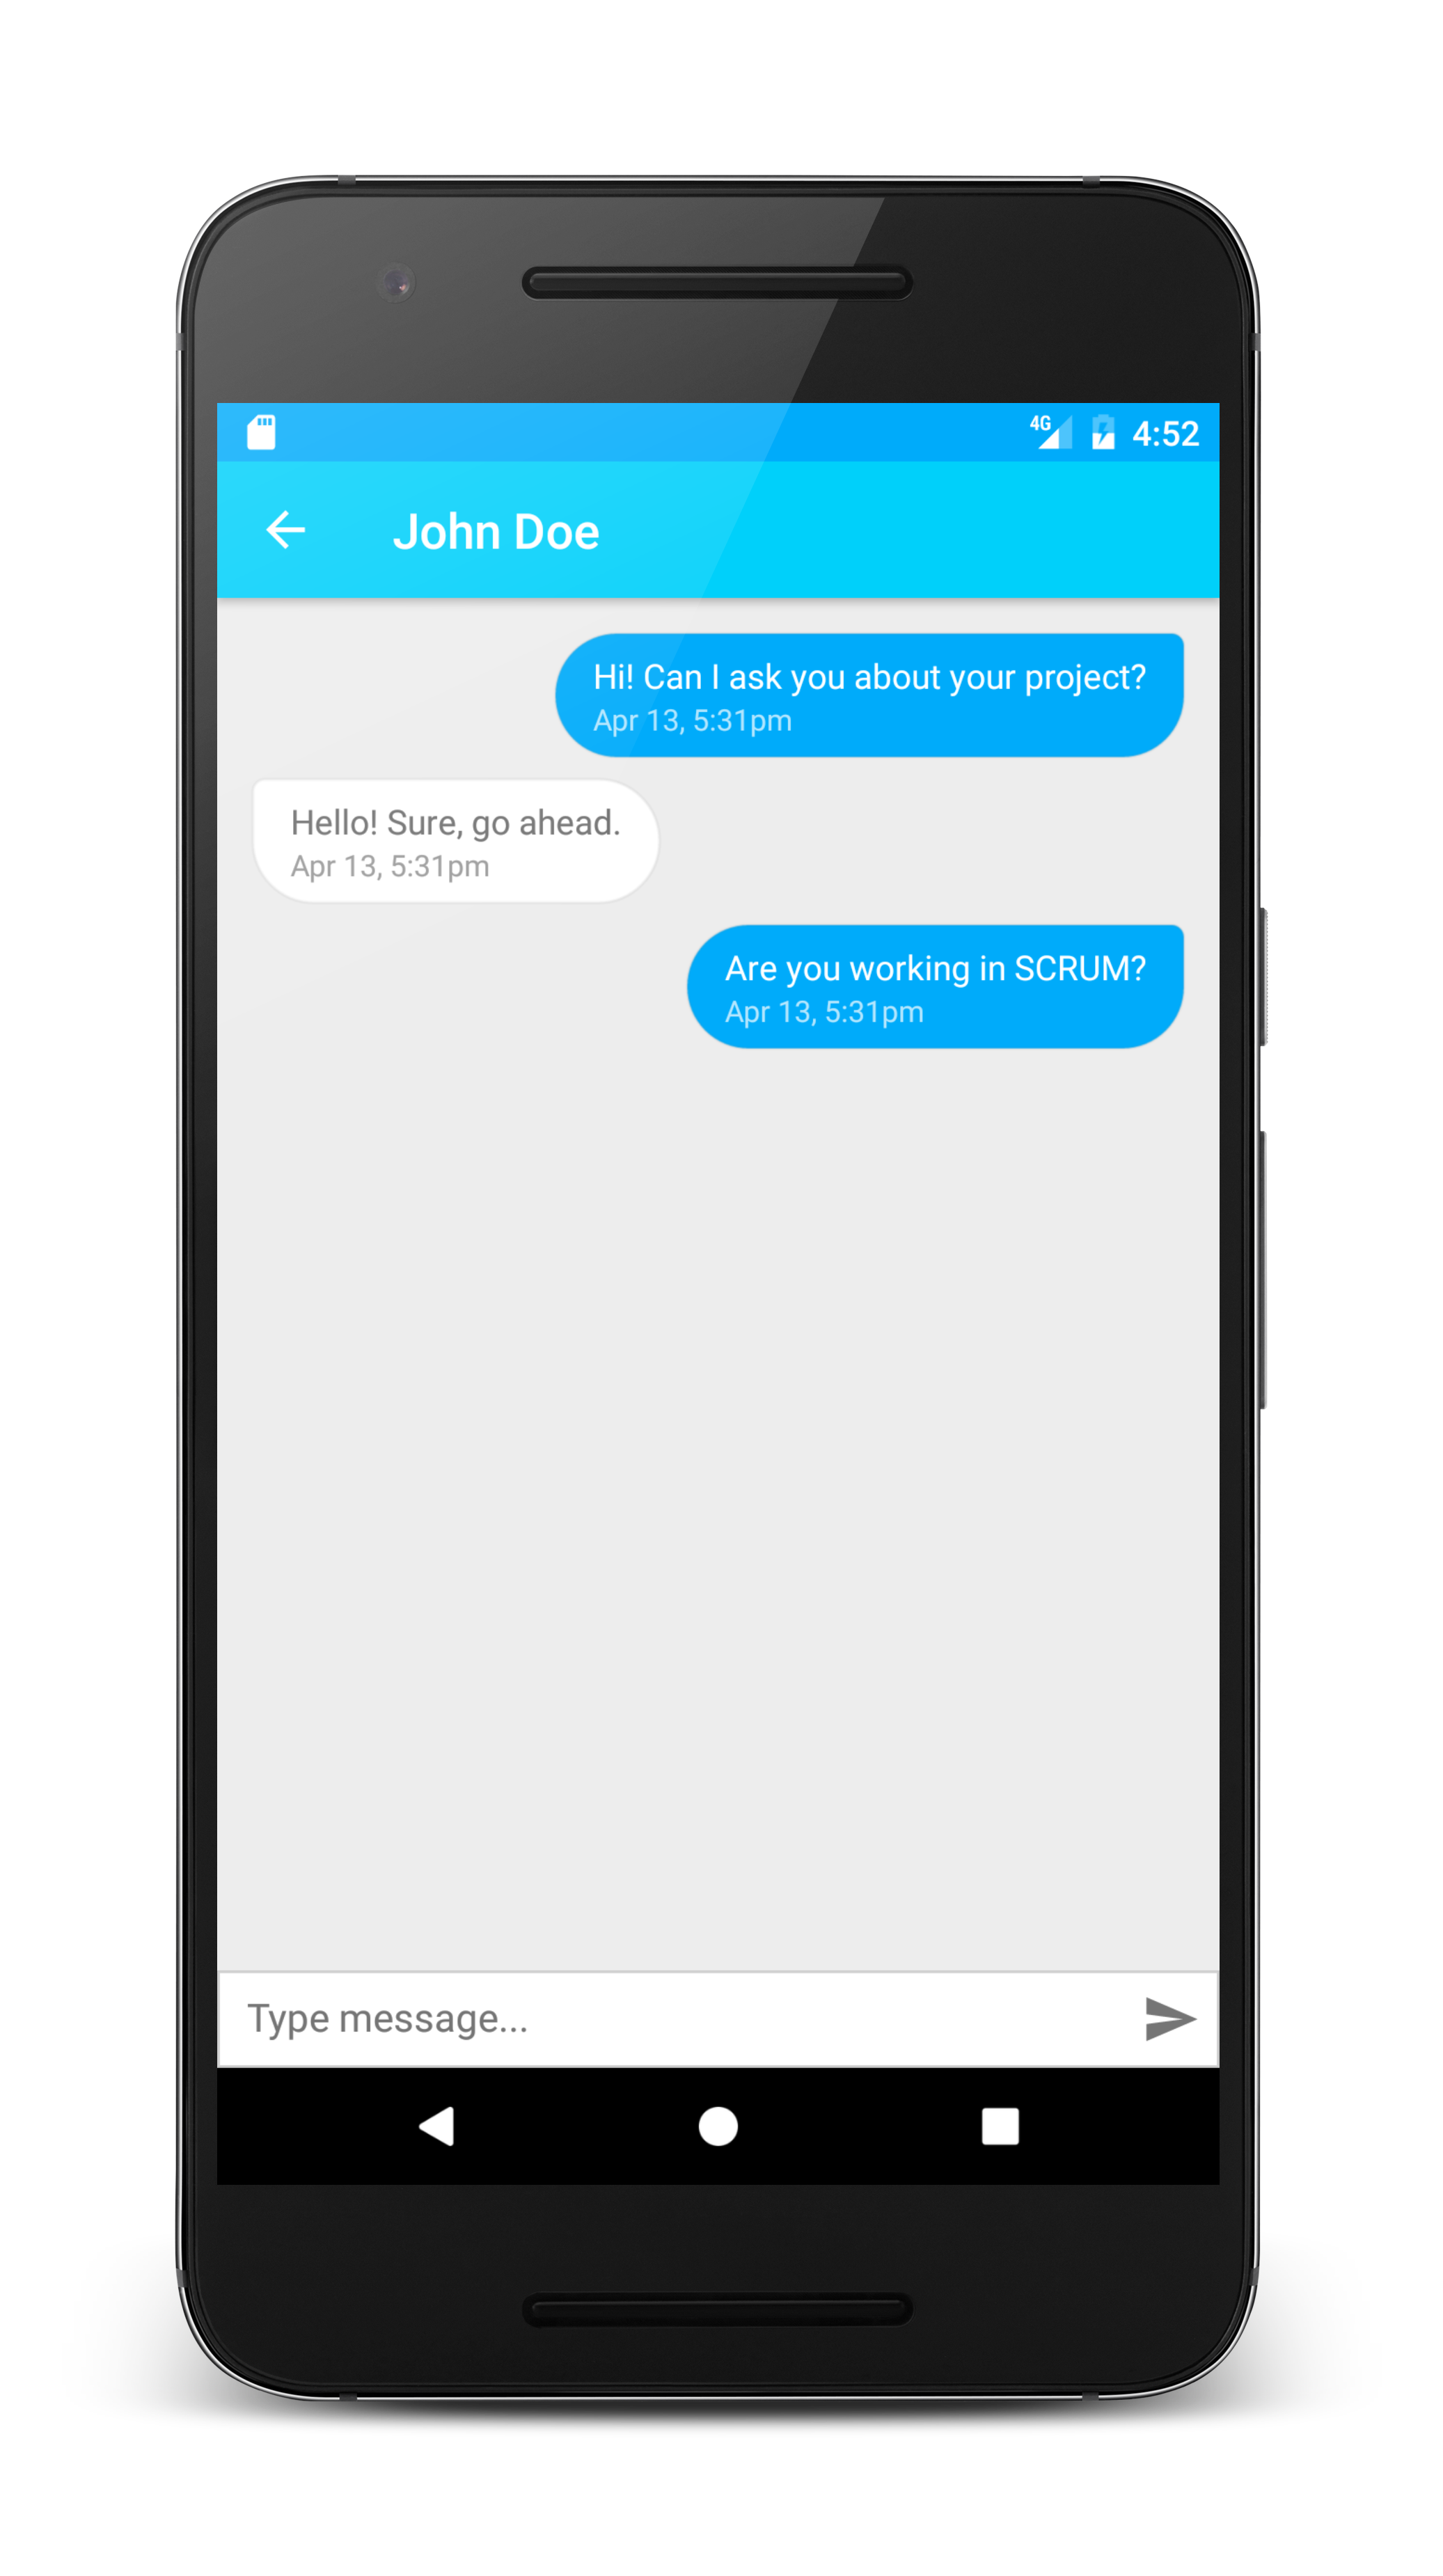 4G 4:52
John Doe
Hi! Can I ask you about your project?
Apr 13, 5:31pm
Hello! Sure, go ahead.
Apr 13, 5:31pm
Are you working in SCRUM?
Apr 13, 5:31pm
Type message...